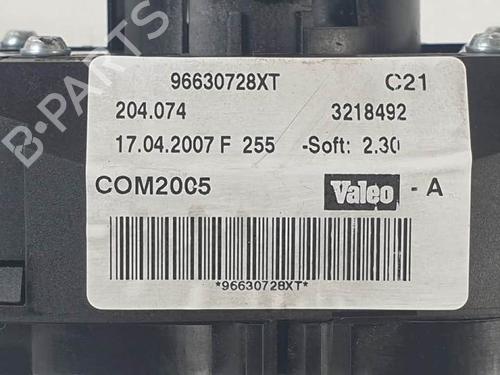 96630728XT C21
204.074 3218492
17.04.2007 F 255 -Soft: 2.30
COM2005 Valeo - A
*96630728XT*
B-PARTS